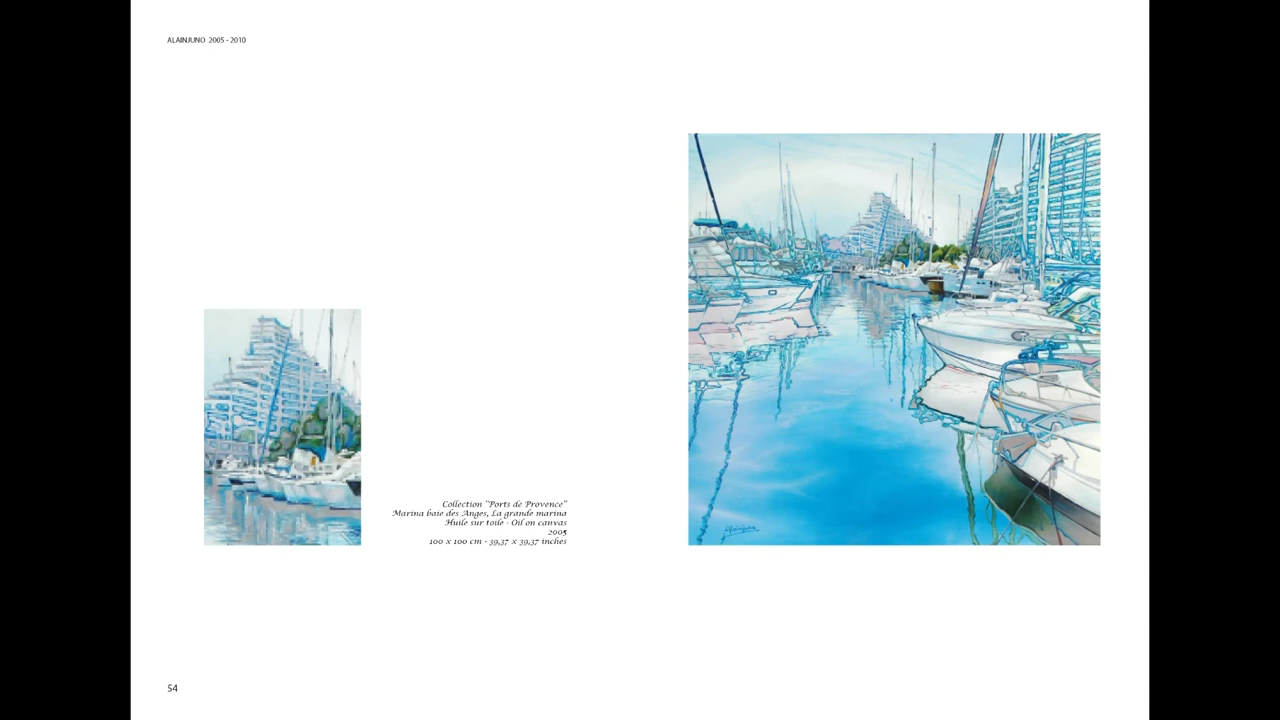 ALAINJUNO 2005 - 2010
Collection "Ports de Provence"
Marina baie des Anges, La grande marina
Huile sur toile - Oil on canvas
2005
100 x 100 cm - 39,37 x 39,37 inches
54